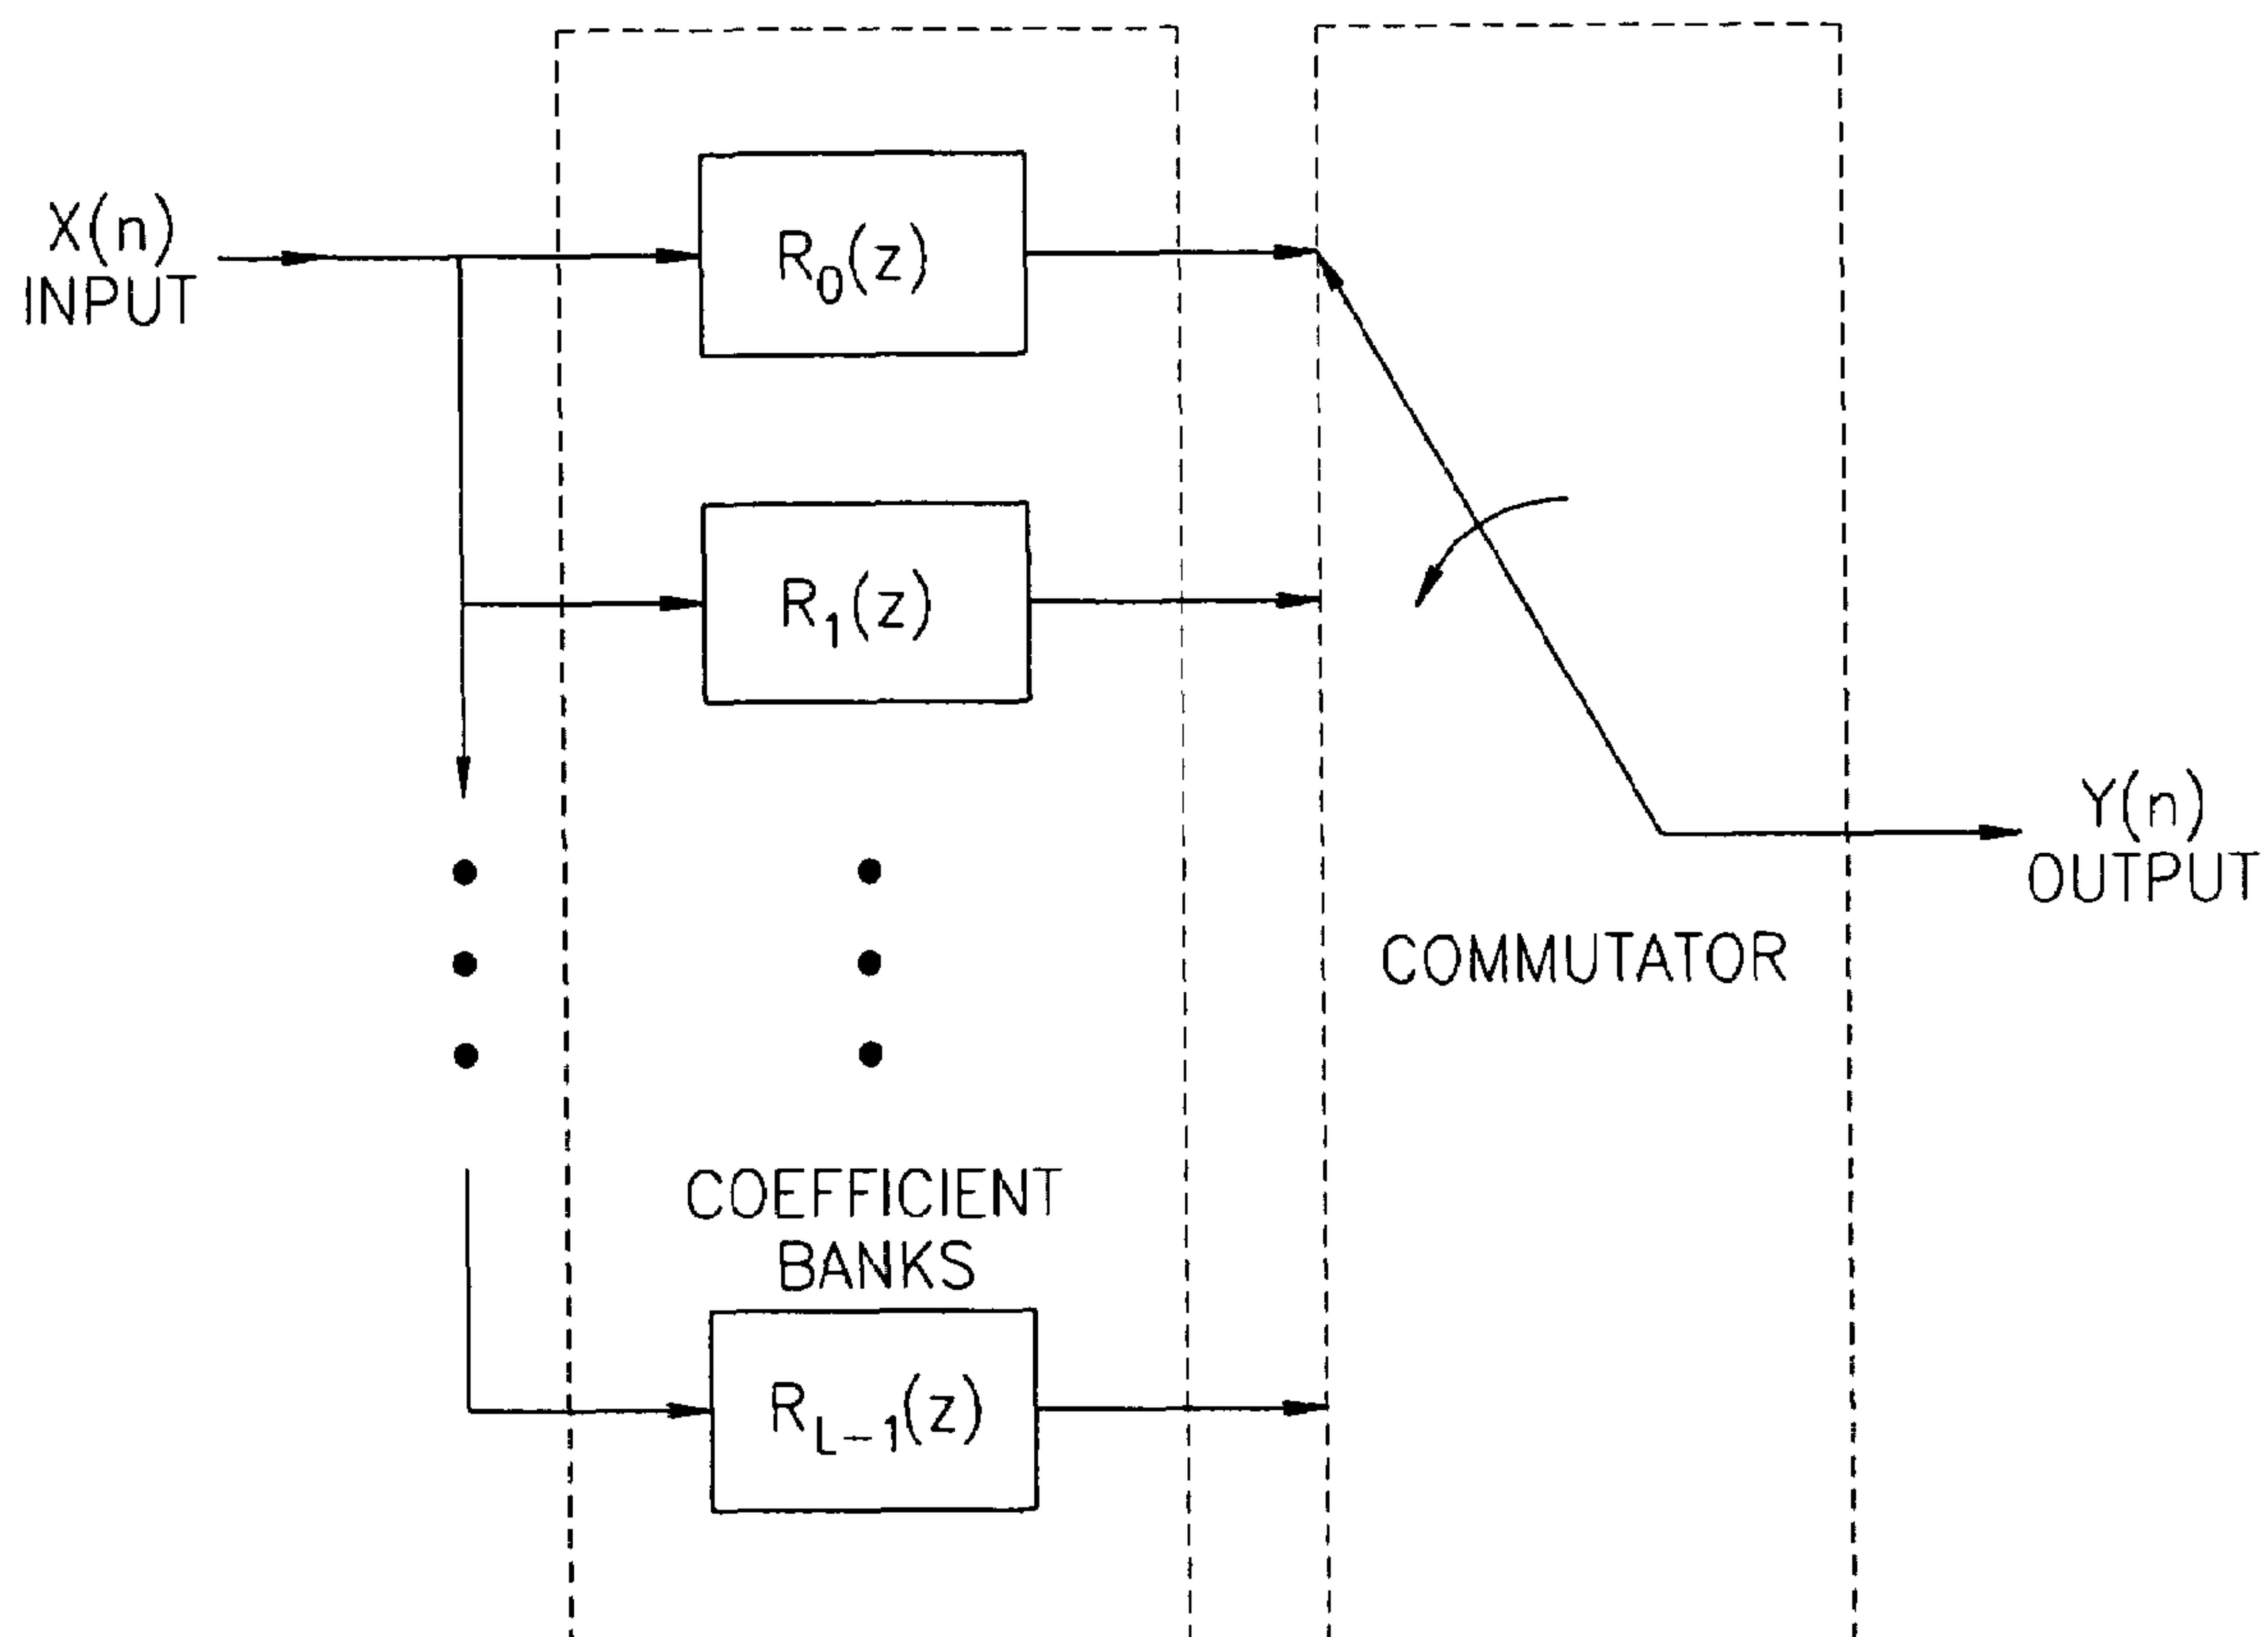 X(n)
INPUT
R0(z)
R1(z)
Y(n)
OUTPUT
COMMUTATOR
COEFFICIENT
BANKS
RL-1(z)